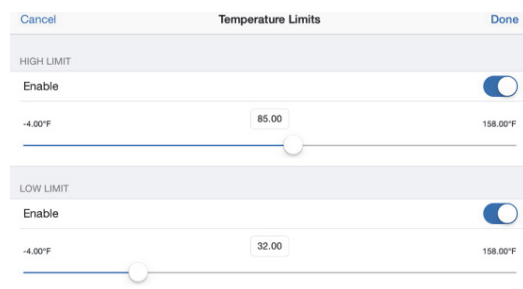 Cancel Temperature Limits Done
HIGH LIMIT
Enable
-4.00°F 85.00 158.00°F
LOW LIMIT
Enable
-4.00°F 32.00 158.00°F